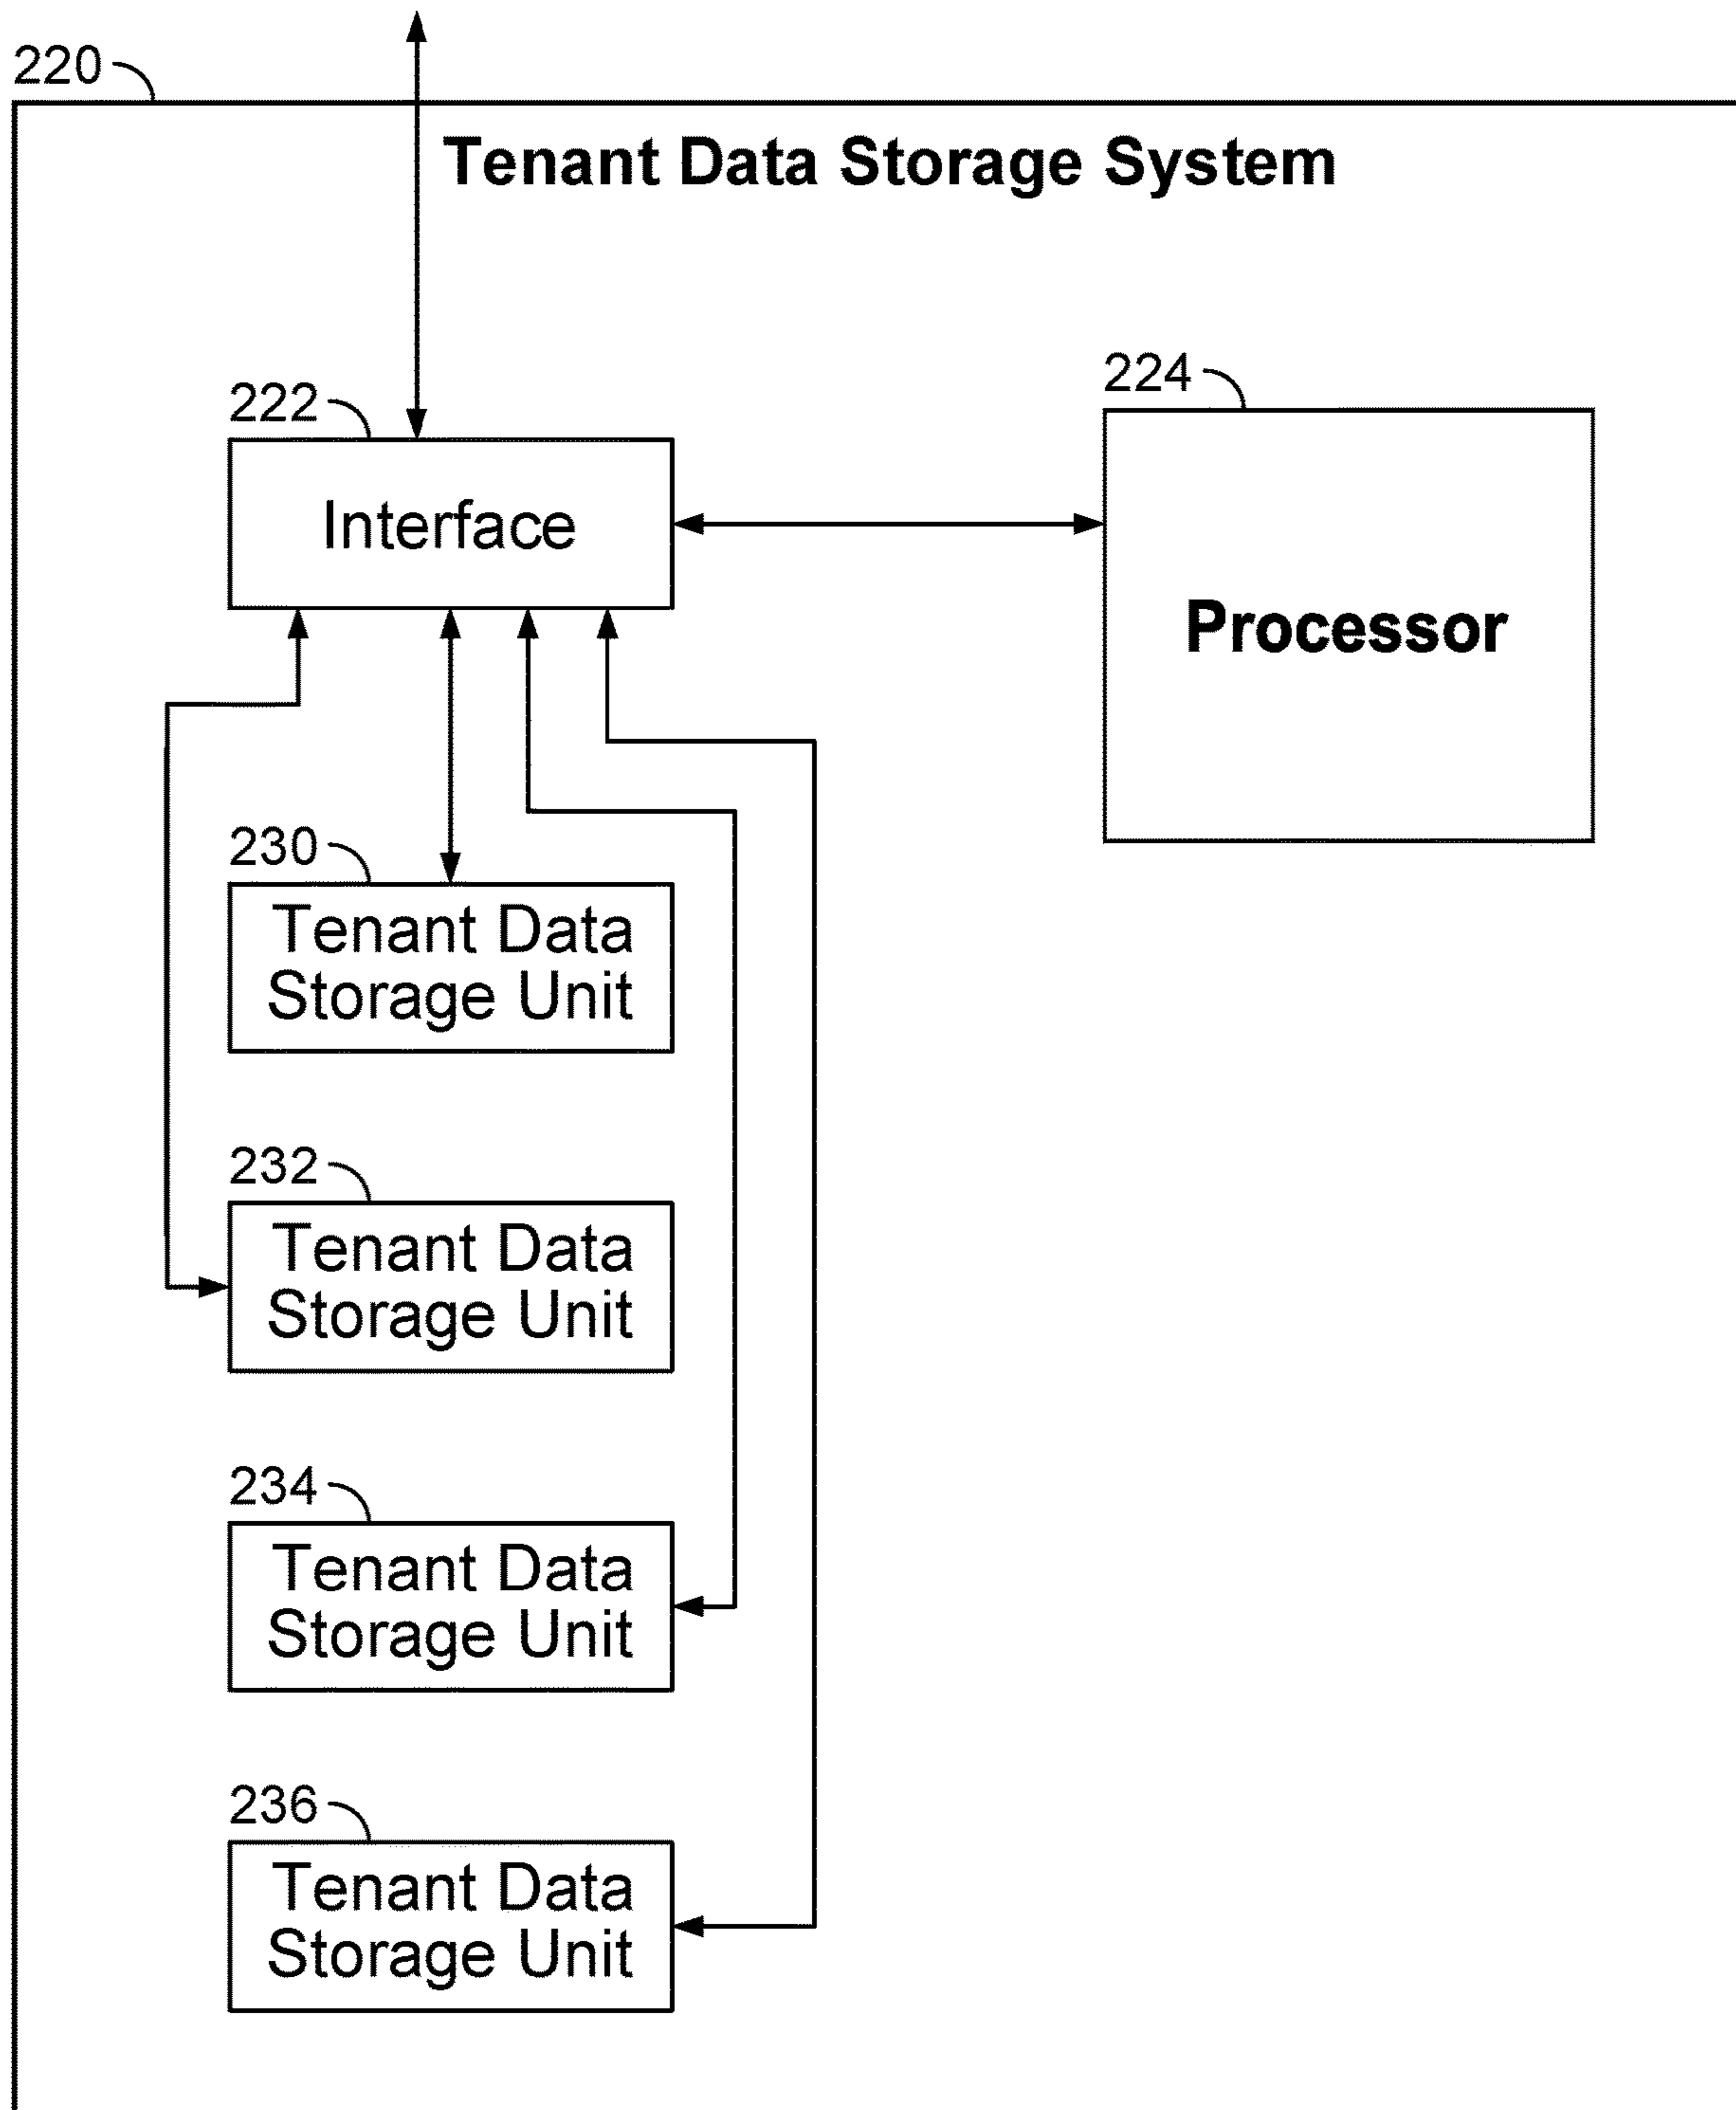 220
Tenant Data Storage System
222
224
Interface
Processor
230
Tenant Data
Storage Unit
232
Tenant Data
Storage Unit
234
Tenant Data
Storage Unit
236
Tenant Data
Storage Unit